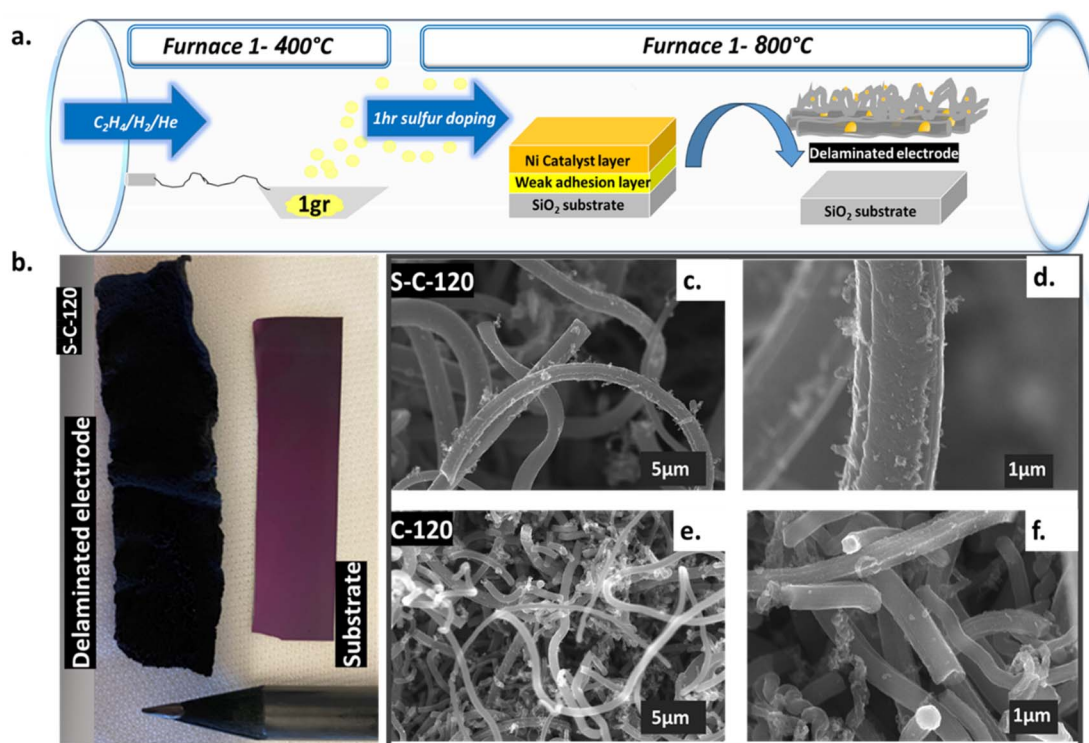 a.
Furnace 1- 400°C
Furnace 1- 800°C
C₂H₄/H₂/He
1hr sulfur doping
1gr
Ni Catalyst layer
Weak adhesion layer
SiO₂ substrate
Delaminated electrode
SiO₂ substrate
b.
S-C-120
Delaminated electrode
Substrate
S-C-120
c.
5μm
d.
1μm
C-120
e.
5μm
f.
1μm